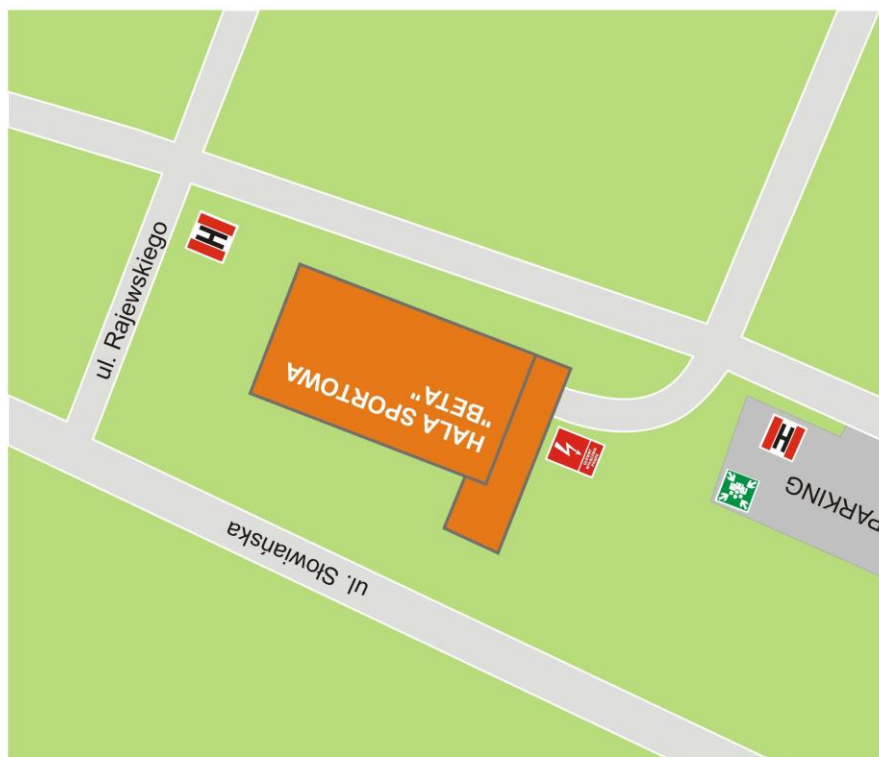 ul. Rajewskiego
H
HALA SPORTOWA
"BETA"
H
PARKING
ul. Słowiańska